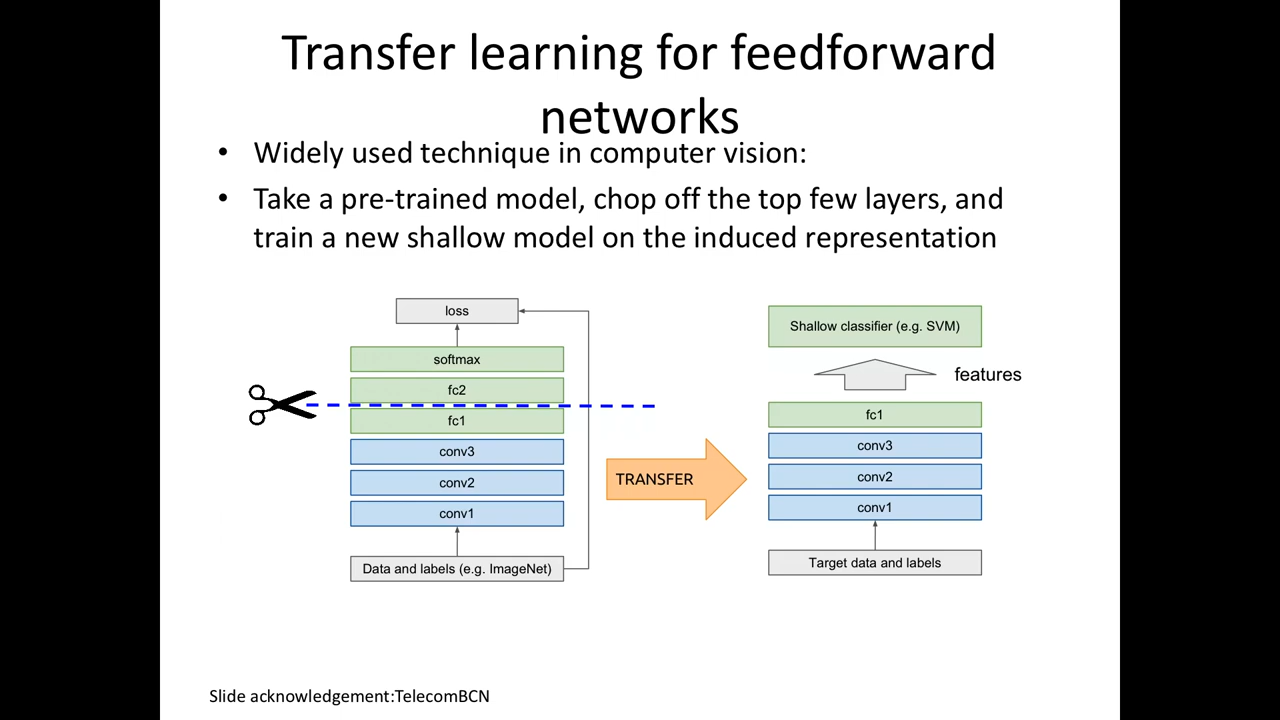 Transfer learning for feedforward
networks
• Widely used technique in computer vision:
• Take a pre-trained model, chop off the top few layers, and
train a new shallow model on the induced representation
loss
softmax
fc2
fc1
conv3
conv2
conv1
Data and labels (e.g. ImageNet)
TRANSFER
Shallow classifier (e.g. SVM)
features
fc1
conv3
conv2
conv1
Target data and labels
Slide acknowledgement:TelecomBCN